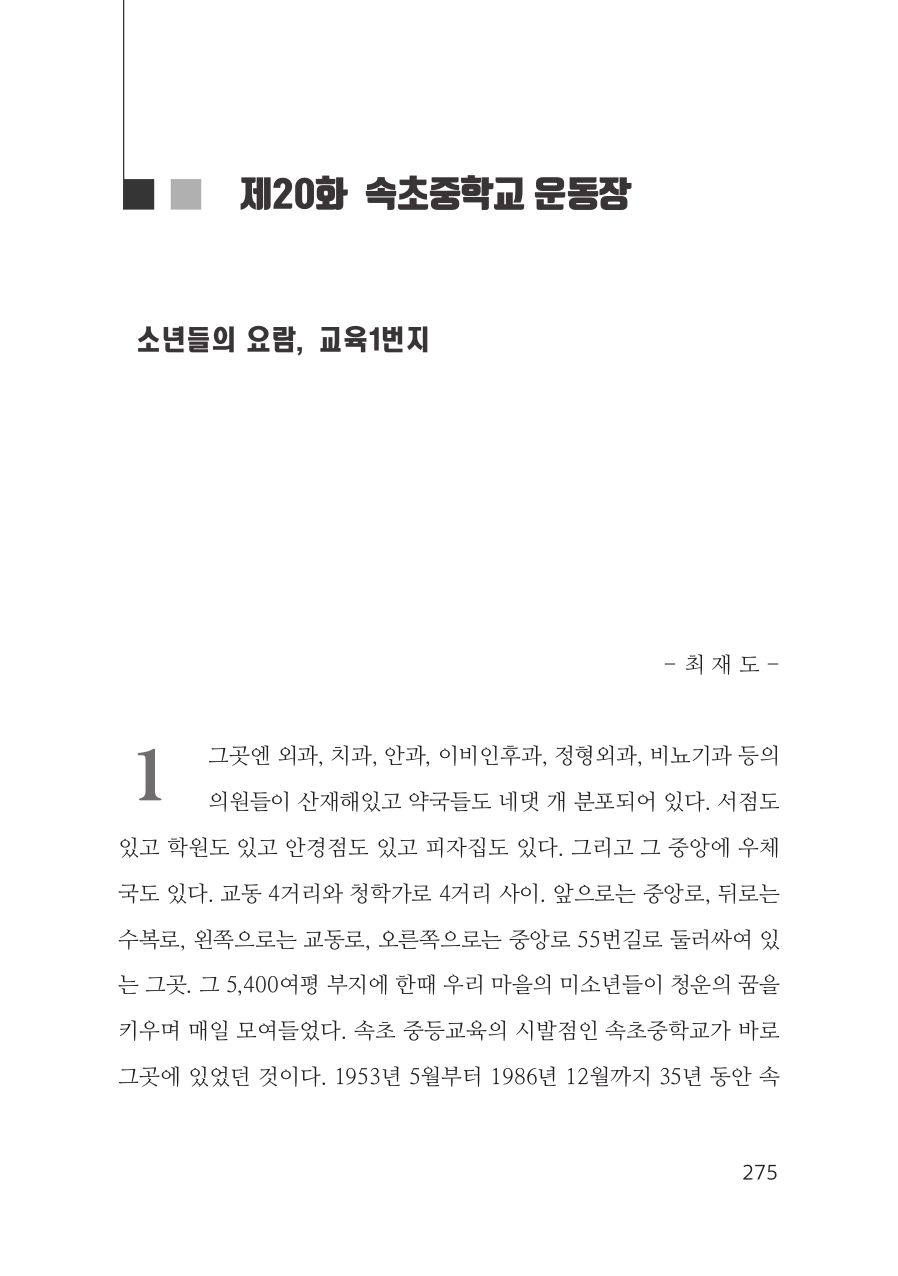 제20화 속초중학교 운동장
소년들의 요람, 교육1번지
- 최 재 도 -
1
그곳엔 외과, 치과, 안과, 이비인후과, 정형외과, 비뇨기과 등의
의원들이 산재해있고 약국들도 네댓 개 분포되어 있다. 서점도
있고 학원도 있고 안경점도 있고 피자집도 있다. 그리고 그 중앙에 우체
국도 있다. 교동 4거리와 청학가로 4거리 사이. 앞으로는 중앙로, 뒤로는
수복로, 왼쪽으로는 교동로, 오른쪽으로는 중앙로 55번길로 둘러싸여 있
는 그곳. 그 5,400여평 부지에 한때 우리 마을의 미소년들이 청운의 꿈을
키우며 매일 모여들었다. 속초 중등교육의 시발점인 속초중학교가 바로
그곳에 있었던 것이다. 1953년 5월부터 1986년 12월까지 35년 동안 속
275